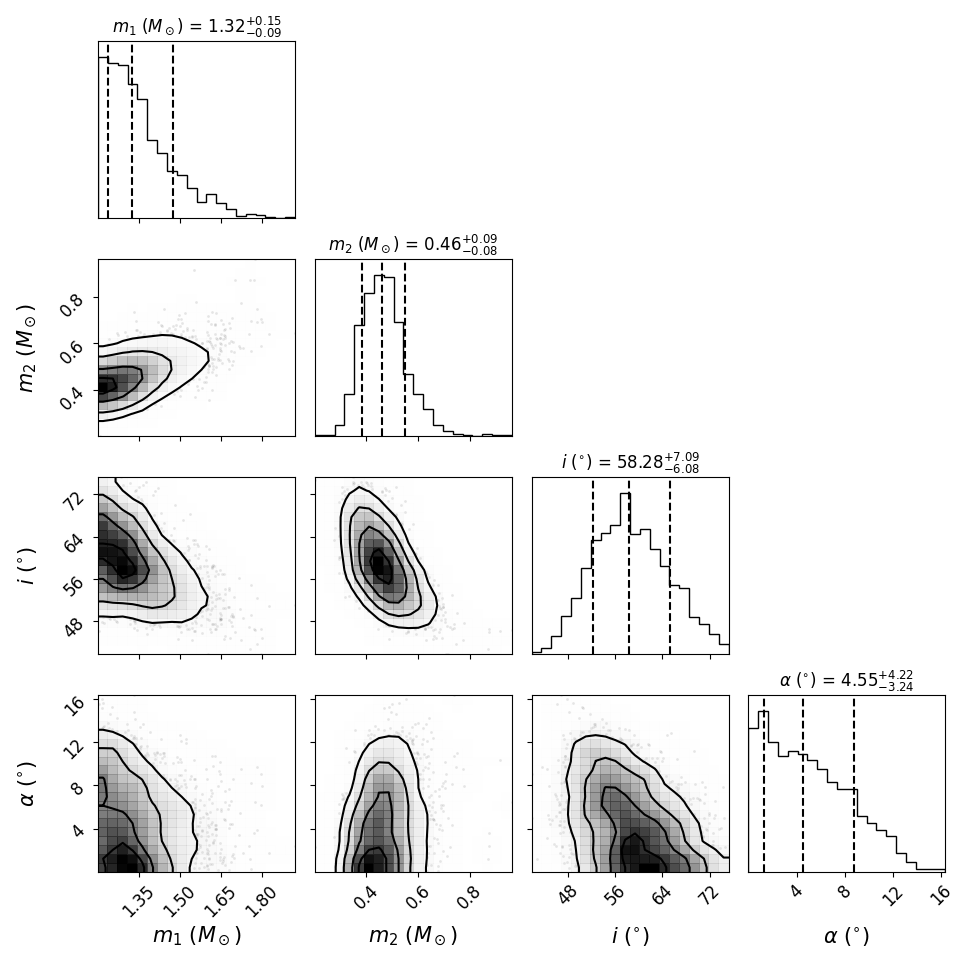 m₁ (M⊙) = 1.32⁺⁰·¹⁵₋₀.₀₉
m₂ (M⊙) = 0.46⁺⁰·⁰⁹₋₀.₀₈
0.8
0.6
0.4
m₂ (M⊙)
i (°) = 58.28⁺⁷·⁰⁹₋₆.₀₈
72
64
56
48
i (°)
α (°) = 4.55⁺⁴·²²₋₃.₂₄
16
12
8
4
α (°)
1.35 1.50 1.65 1.80
0.4 0.6 0.8
48 56 64 72
4 8 12 16
m₁ (M⊙)
m₂ (M⊙)
i (°)
α (°)